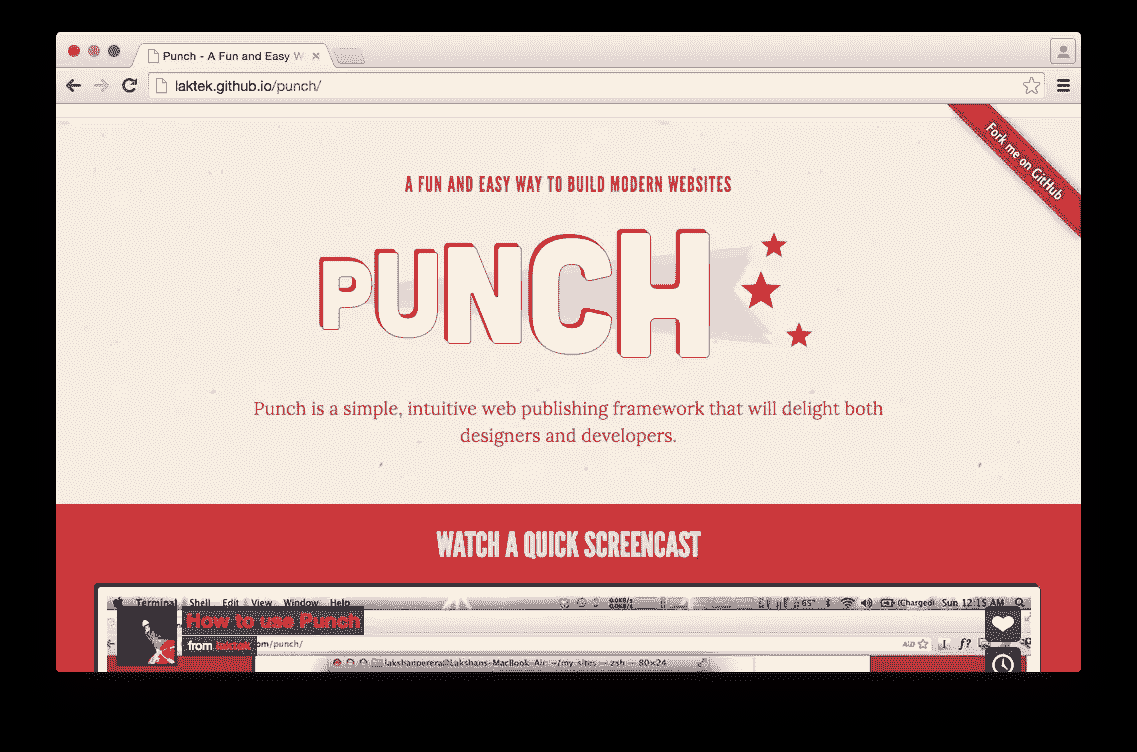 Punch - A Fun and Easy W
laktek.github.io/punch/
Fork me on GitHub
A FUN AND EASY WAY TO BUILD MODERN WEBSITES
PUNCH
Punch is a simple, intuitive web publishing framework that will delight both
designers and developers.
WATCH A QUICK SCREENCAST
Terminal Shell Edit View Window Help (Charged) Sun 12:15 AM
How to use Punch
from laktek
om/punch/
lakshanperera@Lakshans-MacBook-Air: ~/my_sites — zsh — 80×24